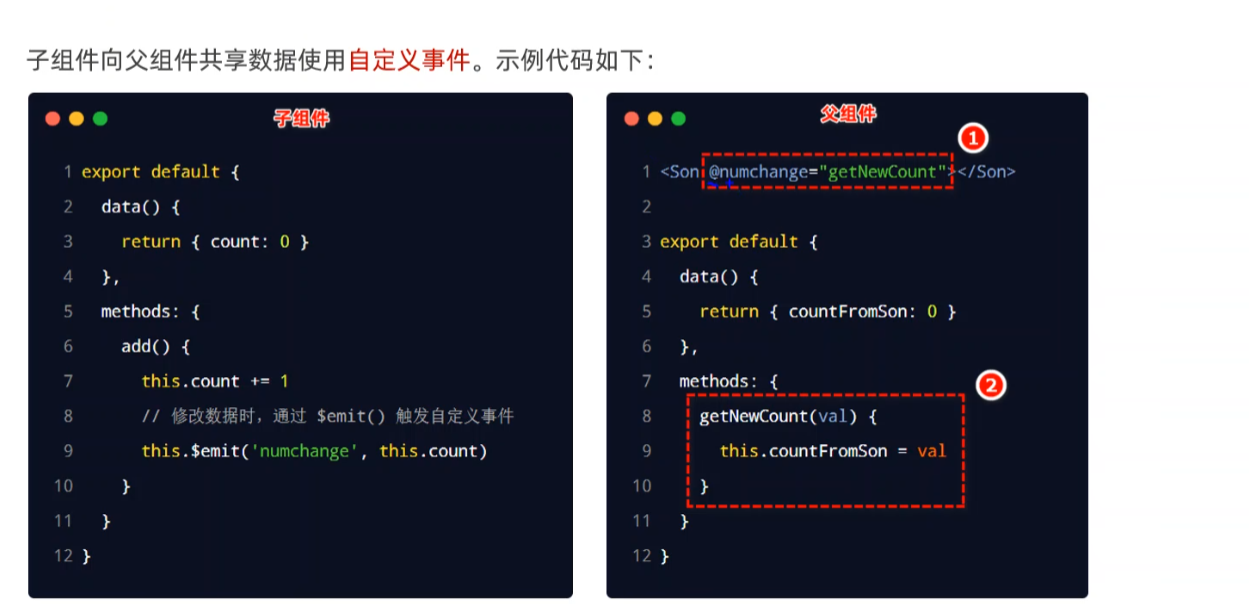 子组件向父组件共享数据使用自定义事件。示例代码如下：
子组件
1 export default {
2   data() {
3     return { count: 0 }
4   },
5   methods: {
6     add() {
7       this.count += 1
8       // 修改数据时，通过 $emit() 触发自定义事件
9       this.$emit('numchange', this.count)
10     }
11   }
12 }
父组件
1
1 <Son @numchange="getNewCount"></Son>
2
3 export default {
4   data() {
5     return { countFromSon: 0 }
6   },
7   methods: {
2
8     getNewCount(val) {
9       this.countFromSon = val
10     }
11   }
12 }